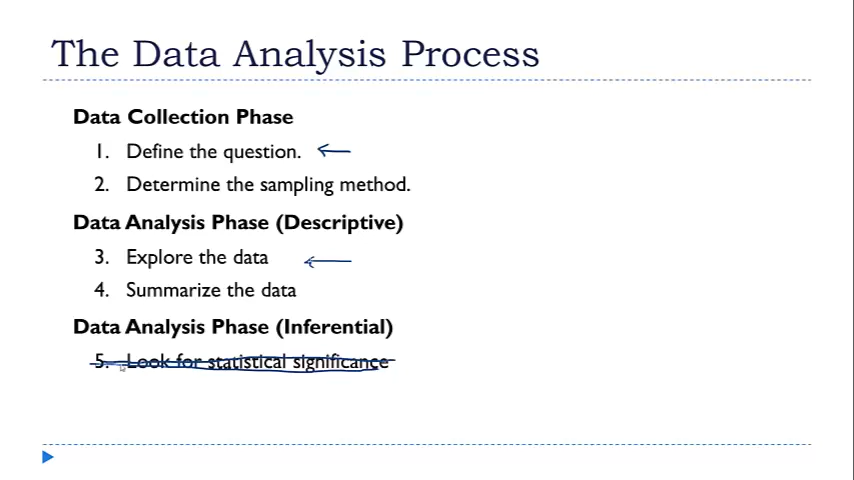 The Data Analysis Process
Data Collection Phase
1. Define the question.
2. Determine the sampling method.
Data Analysis Phase (Descriptive)
3. Explore the data
4. Summarize the data
Data Analysis Phase (Inferential)
5. Look for statistical significance